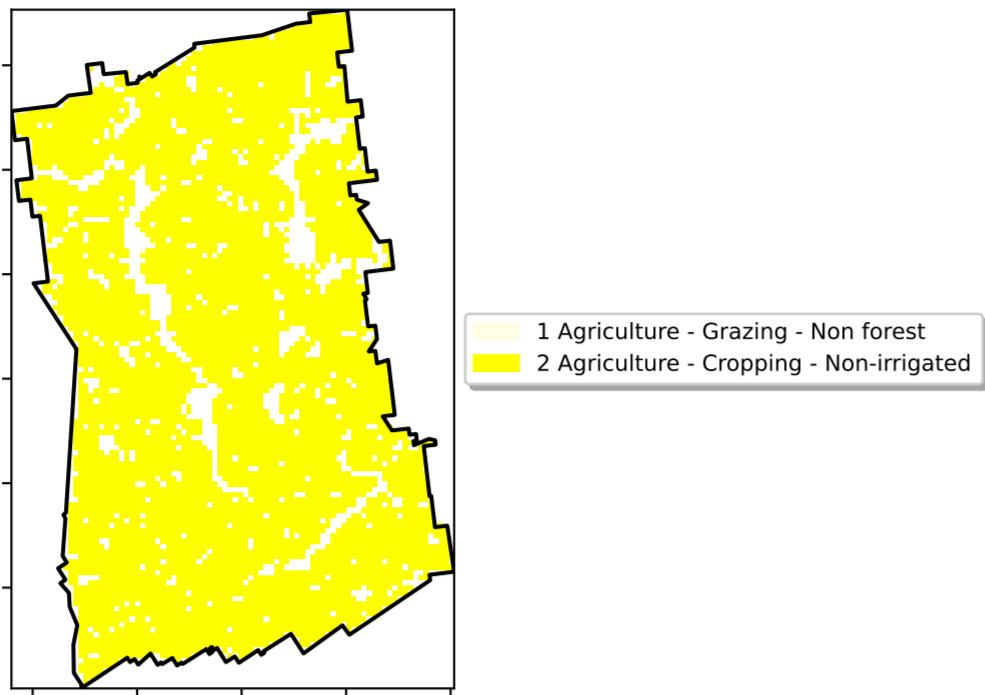 1 Agriculture - Grazing - Non forest
2 Agriculture - Cropping - Non-irrigated